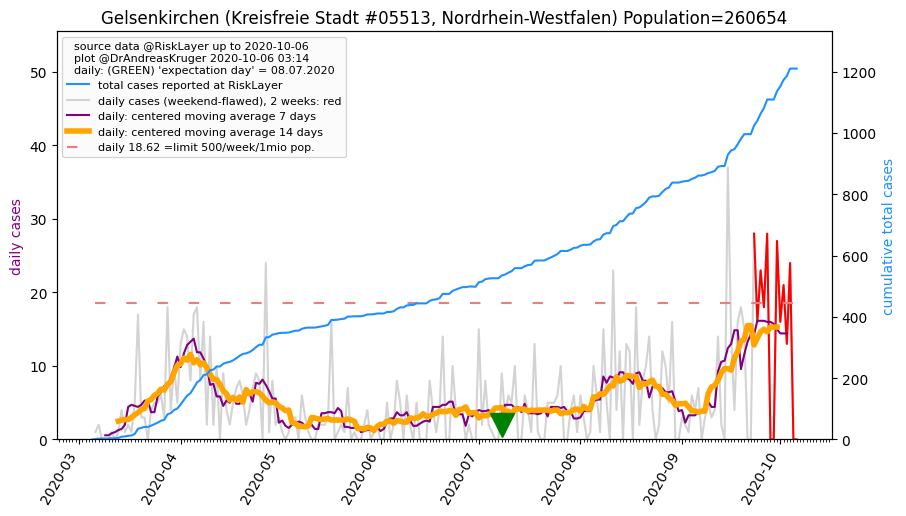 Gelsenkirchen (Kreisfreie Stadt #05513, Nordrhein-Westfalen) Population=260654
source data @RiskLayer up to 2020-10-06
plot @DrAndreasKruger 2020-10-06 03:14
daily: (GREEN) 'expectation day' = 08.07.2020
total cases reported at RiskLayer
daily cases (weekend-flawed), 2 weeks: red
daily: centered moving average 7 days
daily: centered moving average 14 days
daily 18.62 =limit 500/week/1mio pop.
daily cases
50
40
30
20
10
0
cumulative total cases
1200
1000
800
600
400
200
0
2020-03
2020-04
2020-05
2020-06
2020-07
2020-08
2020-09
2020-10